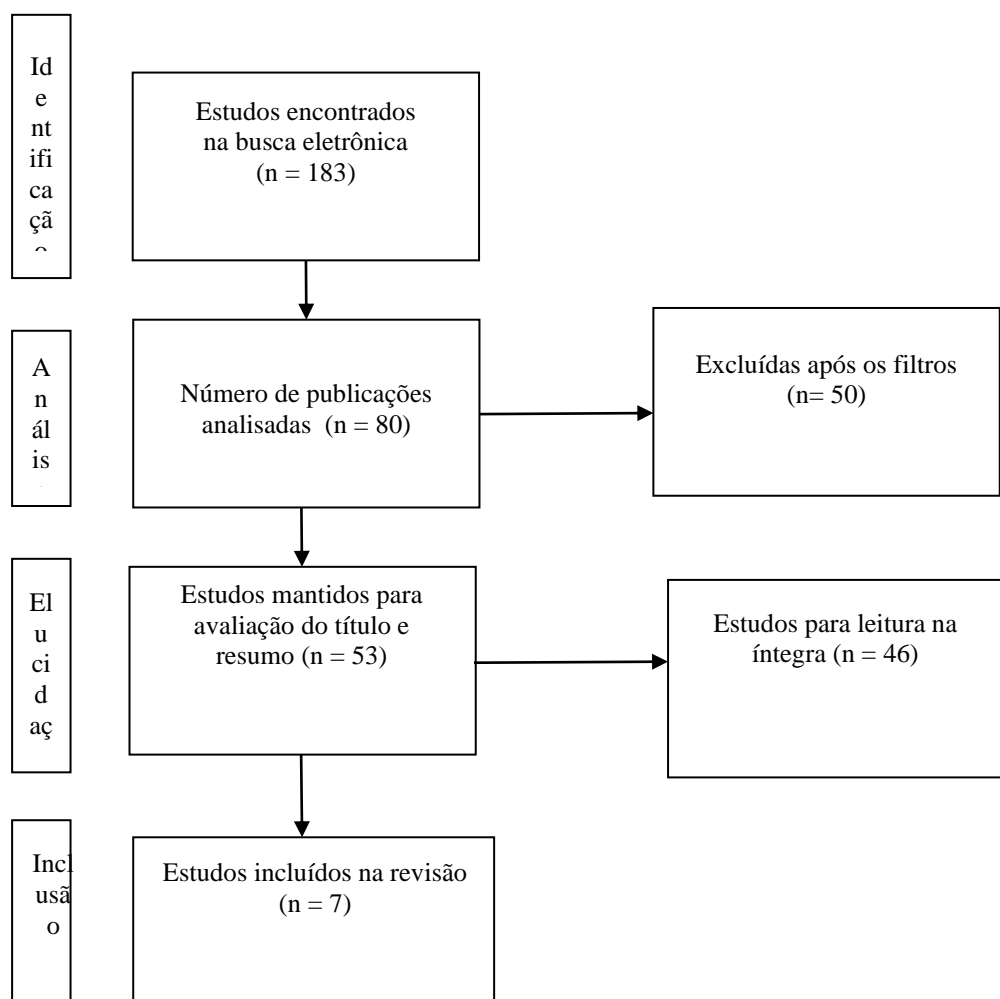 Id
e
nt
ifi
ca
çã
o
Estudos encontrados
na busca eletrônica
(n = 183)
A
n
ál
is
Número de publicações
analisadas  (n = 80)
Excluídas após os filtros
(n= 50)
El
u
ci
d
aç
Estudos mantidos para
avaliação do título e
resumo (n = 53)
Estudos para leitura na
íntegra (n = 46)
Incl
usã
o
Estudos incluídos na revisão
(n = 7)